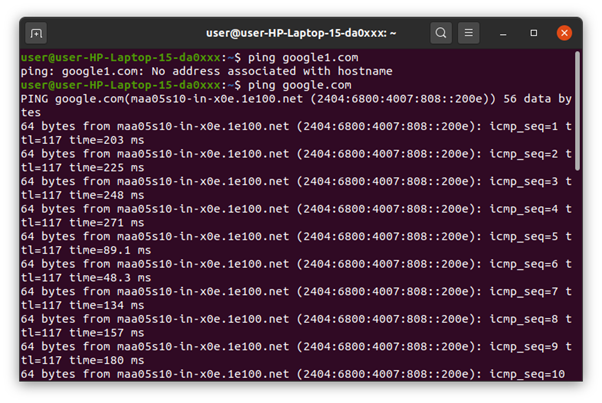 user@user-HP-Laptop-15-da0xxx: ~
user@user-HP-Laptop-15-da0xxx:~$ ping google1.com
ping: google1.com: No address associated with hostname
user@user-HP-Laptop-15-da0xxx:~$ ping google.com
PING google.com(maa05s10-in-x0e.1e100.net (2404:6800:4007:808::200e)) 56 data by
tes
64 bytes from maa05s10-in-x0e.1e100.net (2404:6800:4007:808::200e): icmp_seq=1 t
tl=117 time=203 ms
64 bytes from maa05s10-in-x0e.1e100.net (2404:6800:4007:808::200e): icmp_seq=2 t
tl=117 time=225 ms
64 bytes from maa05s10-in-x0e.1e100.net (2404:6800:4007:808::200e): icmp_seq=3 t
tl=117 time=248 ms
64 bytes from maa05s10-in-x0e.1e100.net (2404:6800:4007:808::200e): icmp_seq=4 t
tl=117 time=271 ms
64 bytes from maa05s10-in-x0e.1e100.net (2404:6800:4007:808::200e): icmp_seq=5 t
tl=117 time=89.1 ms
64 bytes from maa05s10-in-x0e.1e100.net (2404:6800:4007:808::200e): icmp_seq=6 t
tl=117 time=48.3 ms
64 bytes from maa05s10-in-x0e.1e100.net (2404:6800:4007:808::200e): icmp_seq=7 t
tl=117 time=134 ms
64 bytes from maa05s10-in-x0e.1e100.net (2404:6800:4007:808::200e): icmp_seq=8 t
tl=117 time=157 ms
64 bytes from maa05s10-in-x0e.1e100.net (2404:6800:4007:808::200e): icmp_seq=9 t
tl=117 time=180 ms
64 bytes from maa05s10-in-x0e.1e100.net (2404:6800:4007:808::200e): icmp_seq=10